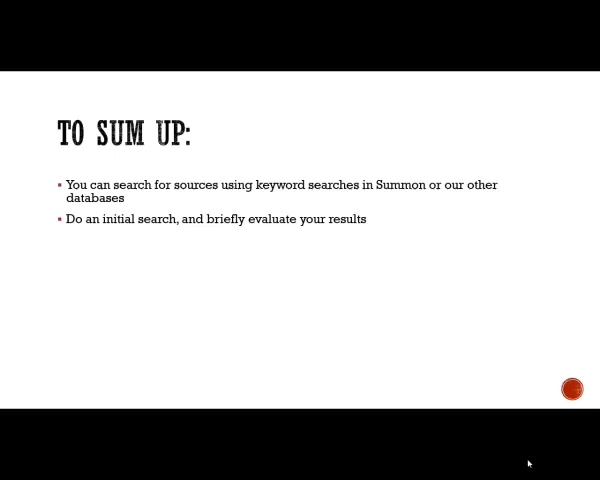 TO SUM UP:
▪ You can search for sources using keyword searches in Summon or our other
databases
▪ Do an initial search, and briefly evaluate your results